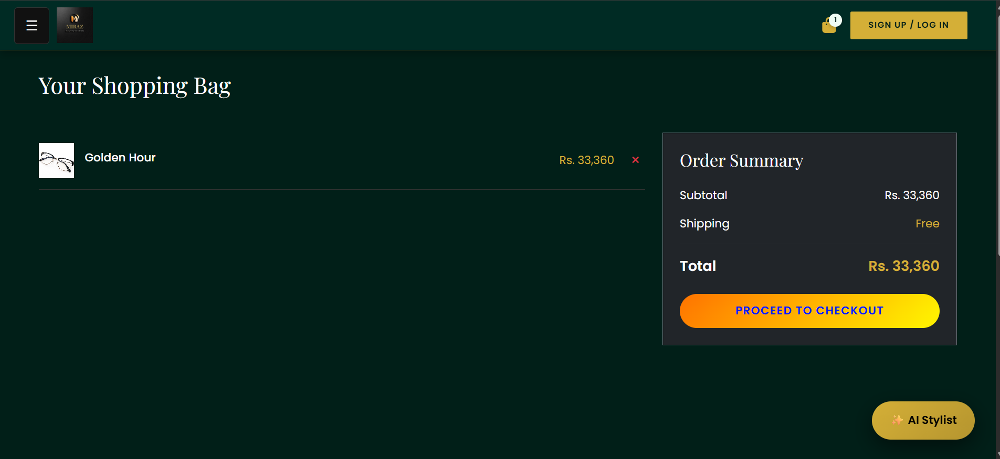 MIRAZ
1
SIGN UP / LOG IN
Your Shopping Bag
Golden Hour
Rs. 33,360
×
Order Summary
Subtotal
Rs. 33,360
Shipping
Free
Total
Rs. 33,360
PROCEED TO CHECKOUT
✨ AI Stylist